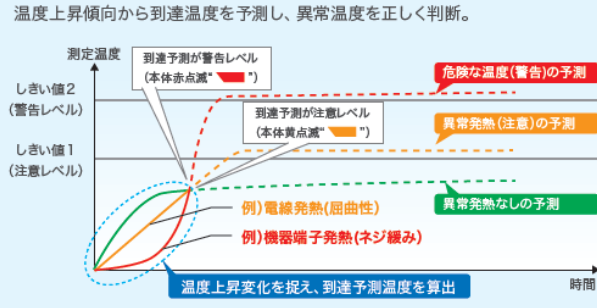 温度上昇傾向から到達温度を予測し、異常温度を正しく判断。
測定温度
到達予測が警告レベル
(本体赤点滅“ ”)
危険な温度(警告)の予測
しきい値2
(警告レベル)
到達予測が注意レベル
(本体黄点滅“ ”)
異常発熱(注意)の予測
しきい値1
(注意レベル)
異常発熱なしの予測
例)電線発熱(屈曲性)
例)機器端子発熱(ネジ緩み)
時間
温度上昇変化を捉え、到達予測温度を算出